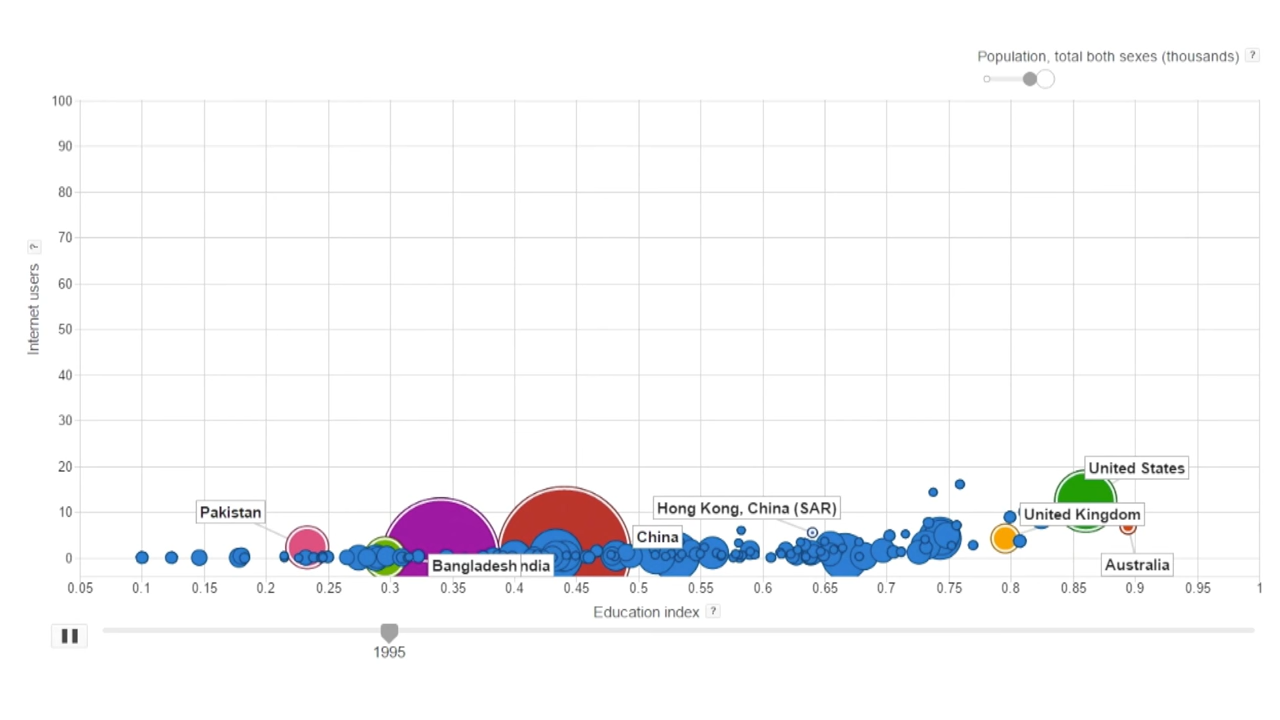 Population, total both sexes (thousands) ?
100
90
80
70
60
50
40
30
20
10
0
Internet users ?
United States
Pakistan
Hong Kong, China (SAR)
United Kingdom
China
Bangladesh
ndia
Australia
0.05 0.1 0.15 0.2 0.25 0.3 0.35 0.4 0.45 0.5 0.55 0.6 0.65 0.7 0.75 0.8 0.85 0.9 0.95 1
Education index ?
1995